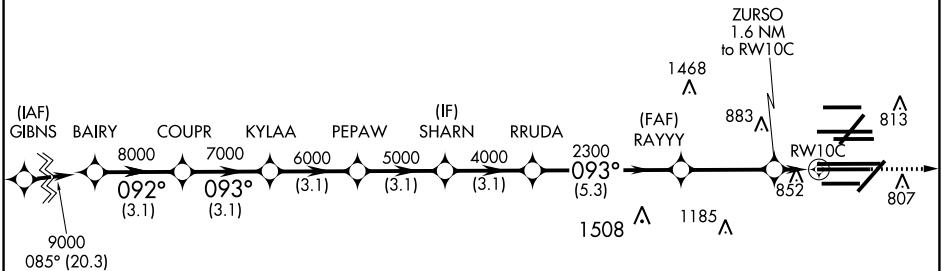 ZURSO
1.6 NM
to RW10C
1468
(IAF)
GIBNS
BAIRY
COUPR
KYLAA
PEPAW
(IF)
SHARN
RRUDA
(FAF)
RAYYY
883
813
RW10C
8000
7000
6000
5000
4000
2300
092°
093°
(3.1)
(3.1)
(3.1)
093°
852
(3.1)
(3.1)
(5.3)
807
1508
1185
9000
085° (20.3)